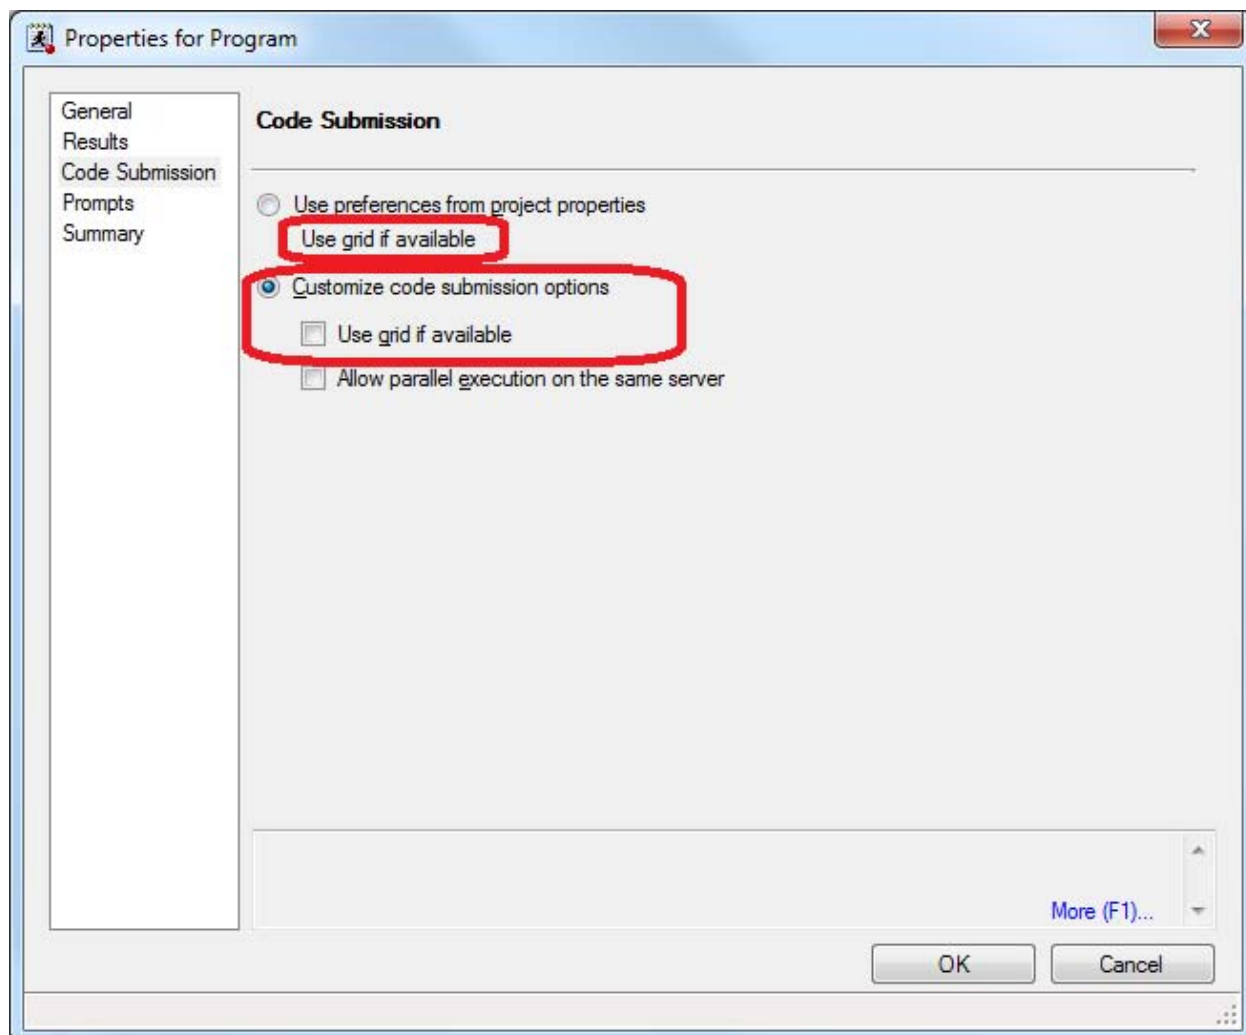 Properties for Program
General
Results
Code Submission
Prompts
Summary
Code Submission
Use preferences from project properties
Use grid if available
Customize code submission options
Use grid if available
Allow parallel execution on the same server
More (F1)...
OK
Cancel